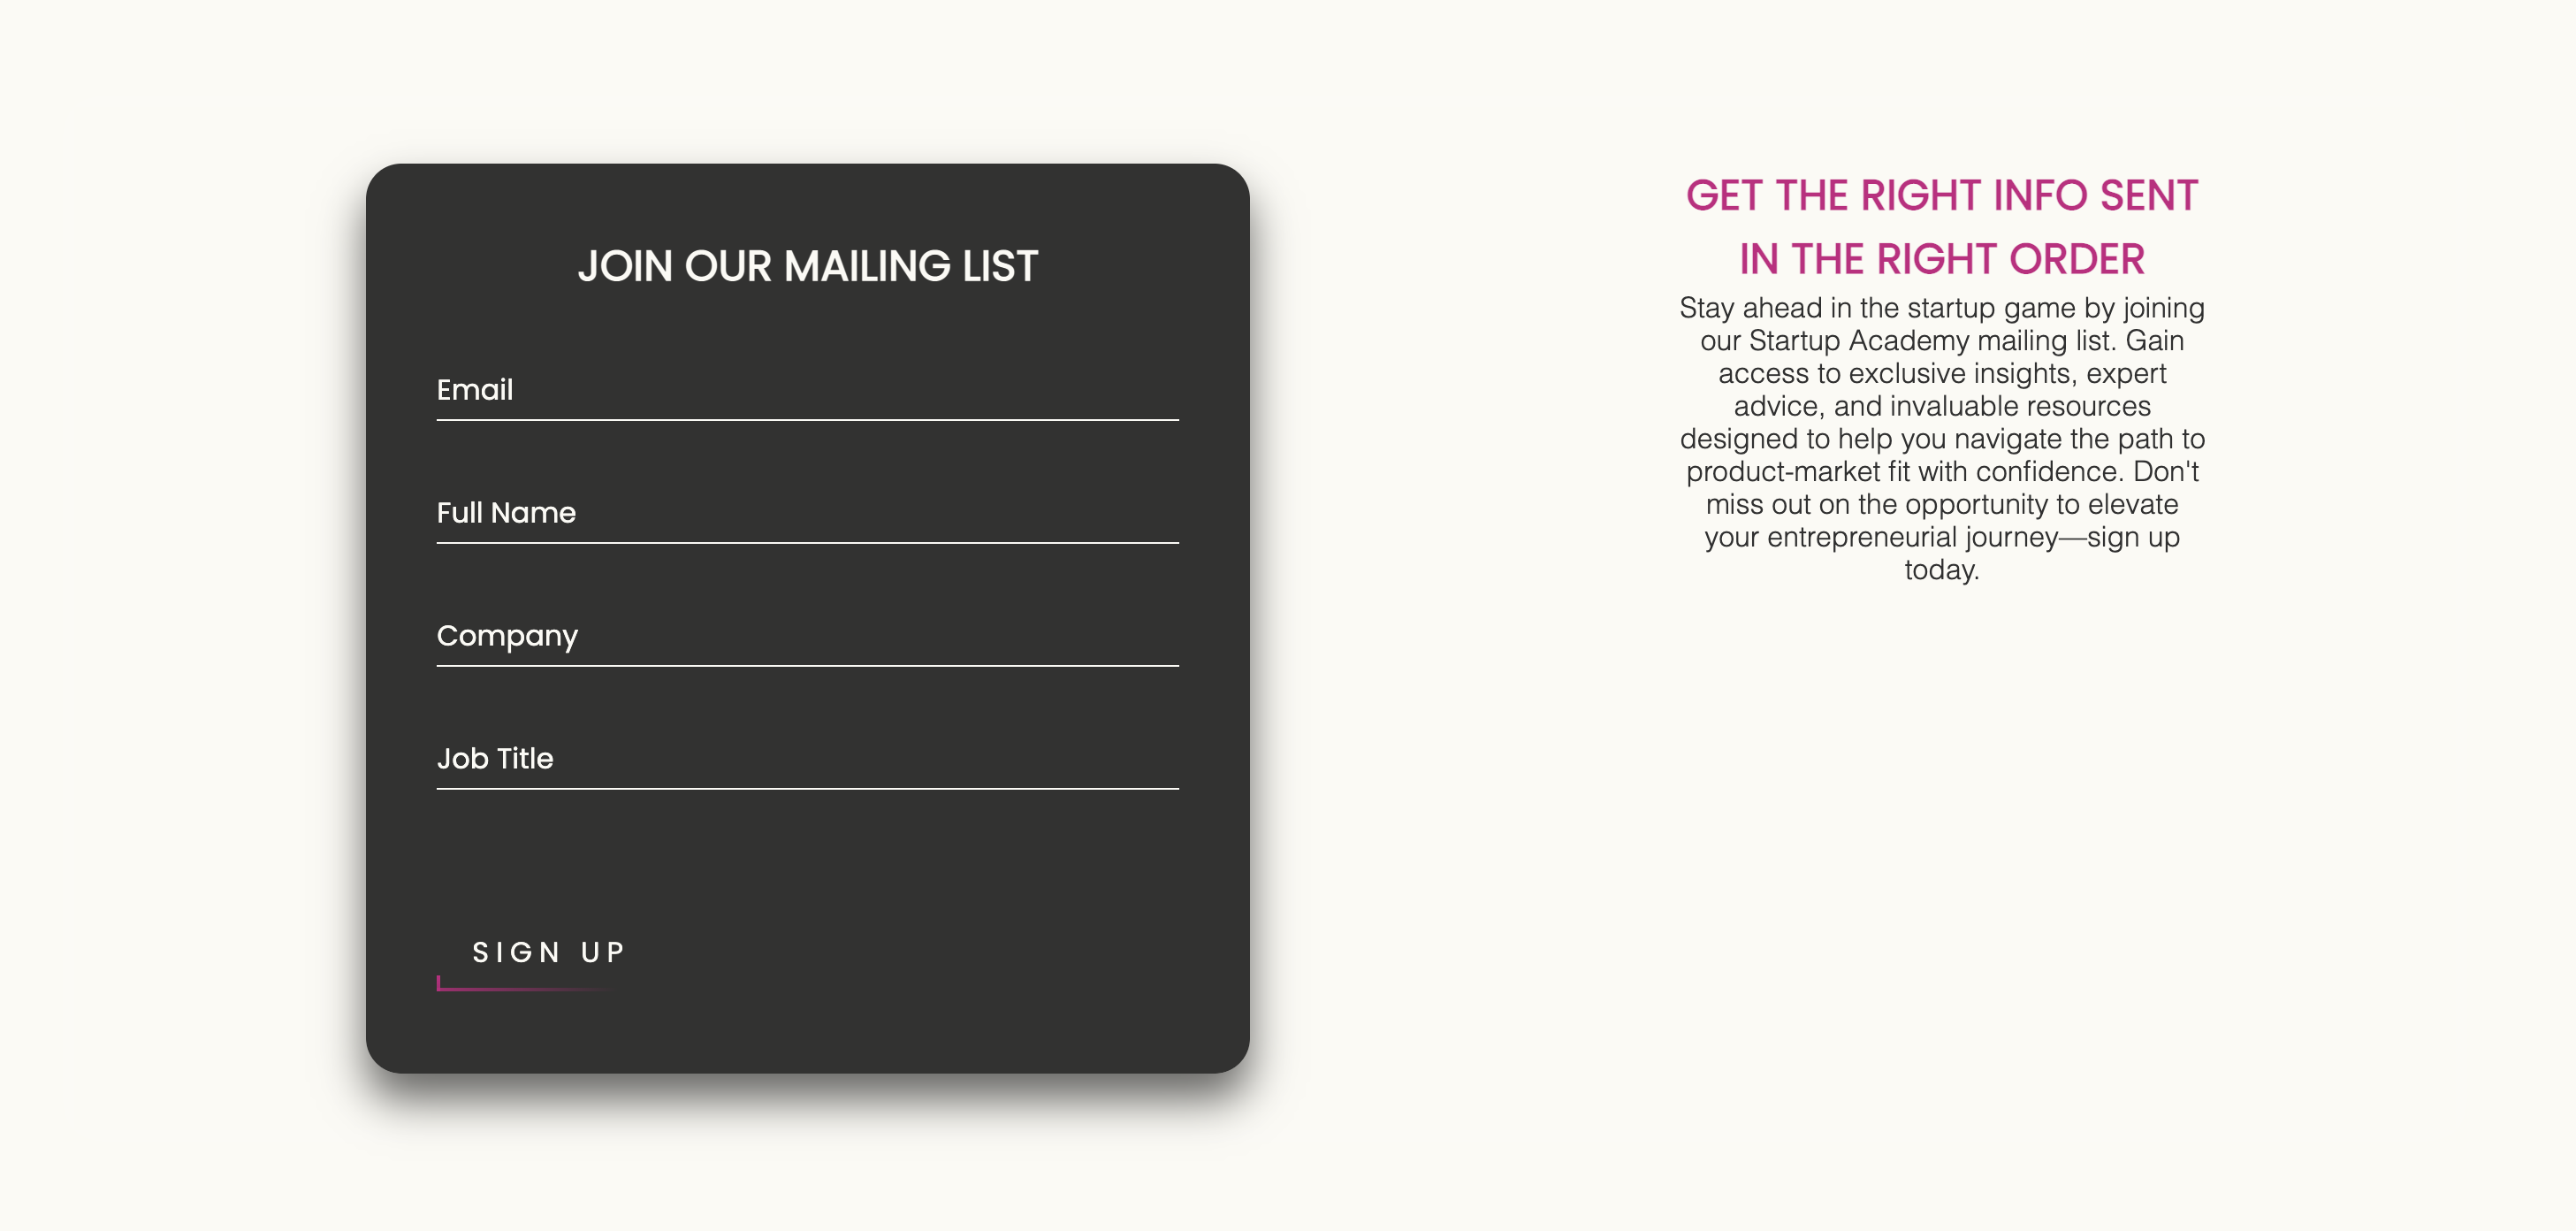 JOIN OUR MAILING LIST
Email
Full Name
Company
Job Title
SIGN UP
GET THE RIGHT INFO SENT
IN THE RIGHT ORDER
Stay ahead in the startup game by joining
our Startup Academy mailing list. Gain
access to exclusive insights, expert
advice, and invaluable resources
designed to help you navigate the path to
product-market fit with confidence. Don't
miss out on the opportunity to elevate
your entrepreneurial journey—sign up
today.